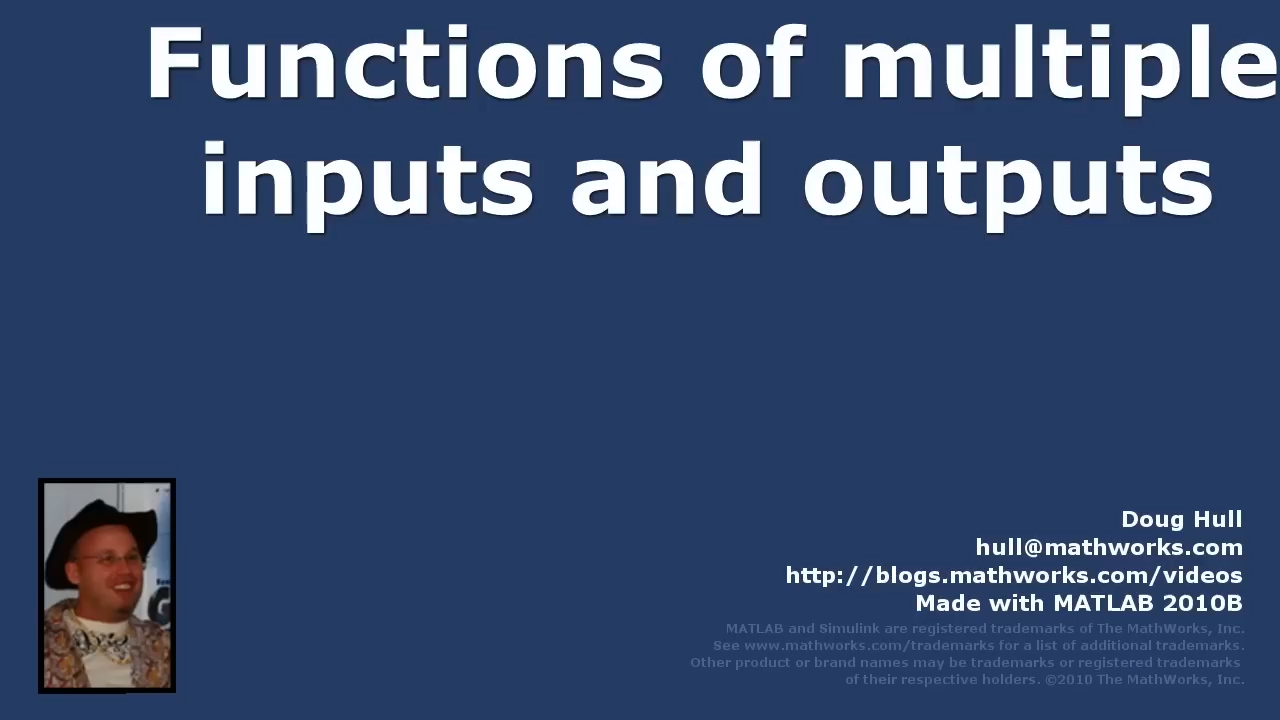 Functions of multiple
inputs and outputs
Doug Hull
hull@mathworks.com
http://blogs.mathworks.com/videos
Made with MATLAB 2010B
MATLAB and Simulink are registered trademarks of The MathWorks, Inc.
See www.mathworks.com/trademarks for a list of additional trademarks.
Other product or brand names may be trademarks or registered trademarks
of their respective holders. ©2010 The MathWorks, Inc.